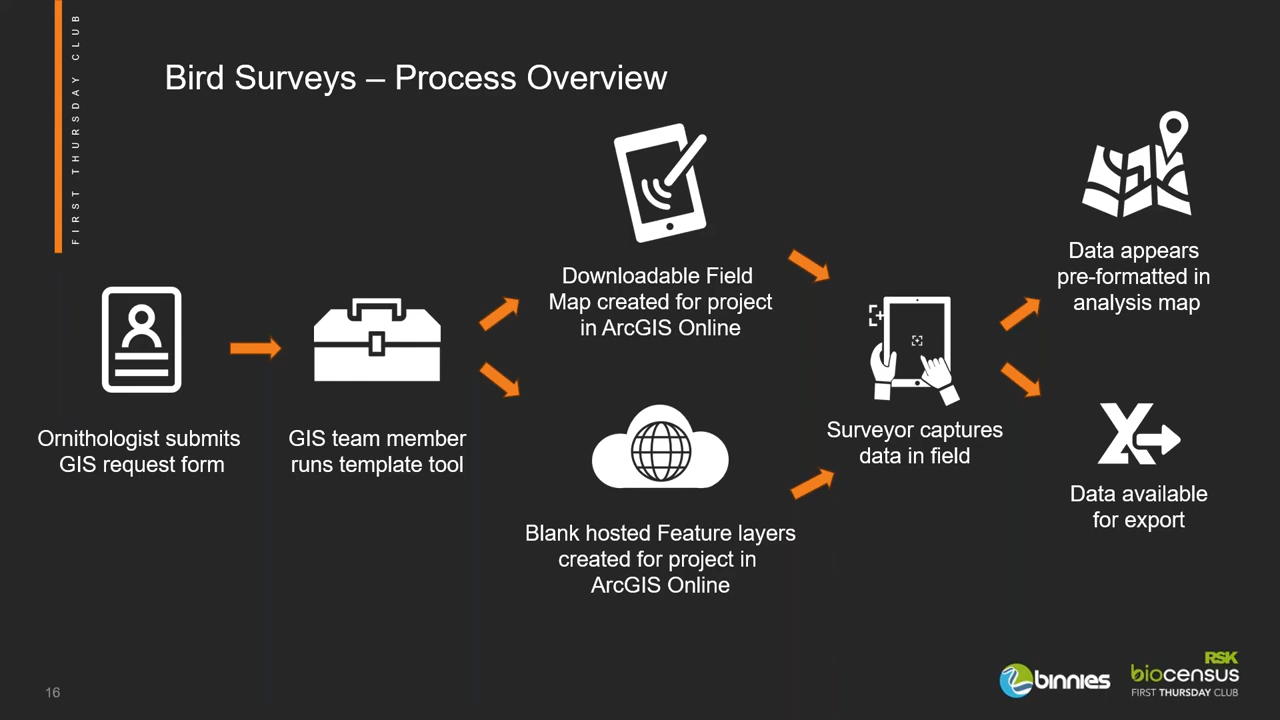 FIRST THURSDAY CLUB
Bird Surveys – Process Overview
Ornithologist submits
GIS request form
GIS team member
runs template tool
Downloadable Field
Map created for project
in ArcGIS Online
Blank hosted Feature layers
created for project in
ArcGIS Online
Surveyor captures
data in field
Data appears
pre-formatted in
analysis map
X
Data available
for export
16
binnies
RSK
biocensus
FIRST THURSDAY CLUB